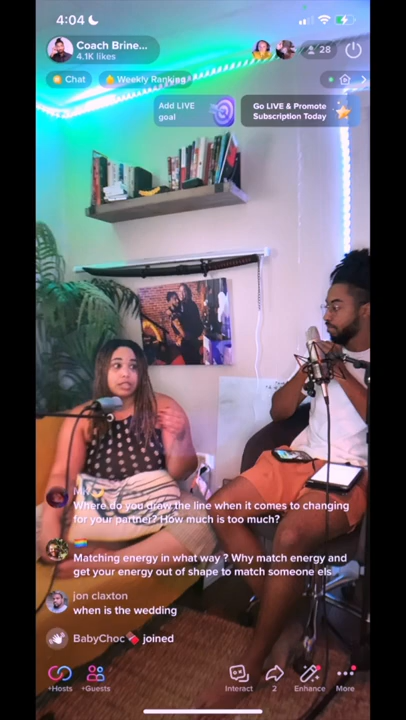 4:04
Coach Brine...
4.1K likes
28
Chat
Weekly Ranking
Add LIVE
goal
Go LIVE & Promote
Subscription Today
Where do you draw the line when it comes to changing
for your partner? How much is too much?
Matching energy in what way ? Why match energy and
get your energy out of shape to match someone els
jon claxton
when is the wedding
BabyChoc joined
+Hosts
+Guests
Interact
2
Enhance
More